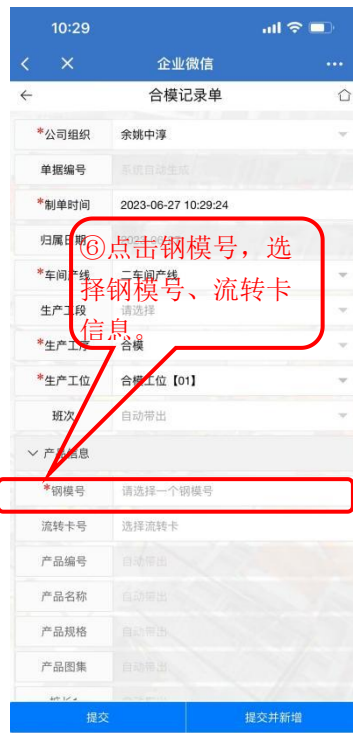 10:29
企业微信
合模记录单
*公司组织 余姚中淳
单据编号 系统自动生成
*制单时间 2023-06-27 10:29:24
归属日期
⑥点击钢模号，选
择钢模号、流转卡
信息。
*车间产线 二车间产线
生产工段 请选择
*生产工序 合模
*生产工位 合模工位【01】
班次 自动带出
产品信息
*钢模号 请选择一个钢模号
流转卡号 选择流转卡
产品编号 自动带出
产品名称 自动带出
产品规格 自动带出
产品图集 自动带出
提交 提交并新增